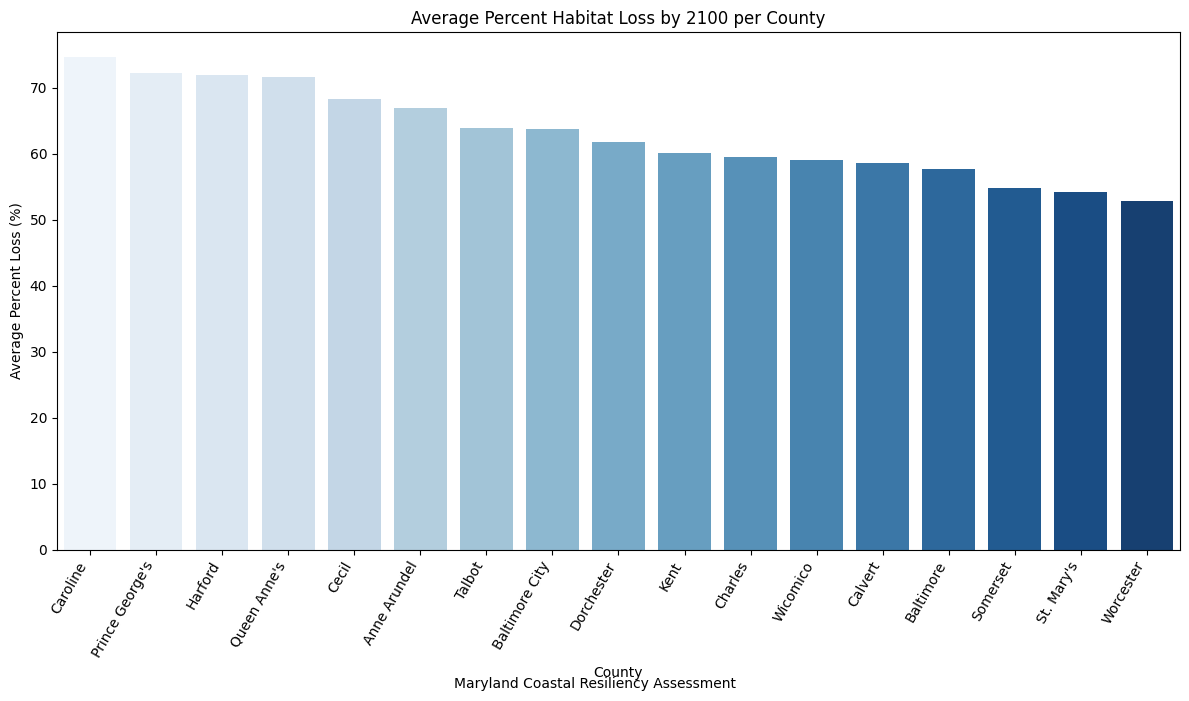 Average Percent Habitat Loss by 2100 per County
Average Percent Loss (%)
70
60
50
40
30
20
10
0
Caroline
Prince George's
Harford
Queen Anne's
Cecil
Anne Arundel
Talbot
Baltimore City
Dorchester
Kent
Charles
Wicomico
Calvert
Baltimore
Somerset
St. Mary's
Worcester
County
Maryland Coastal Resiliency Assessment